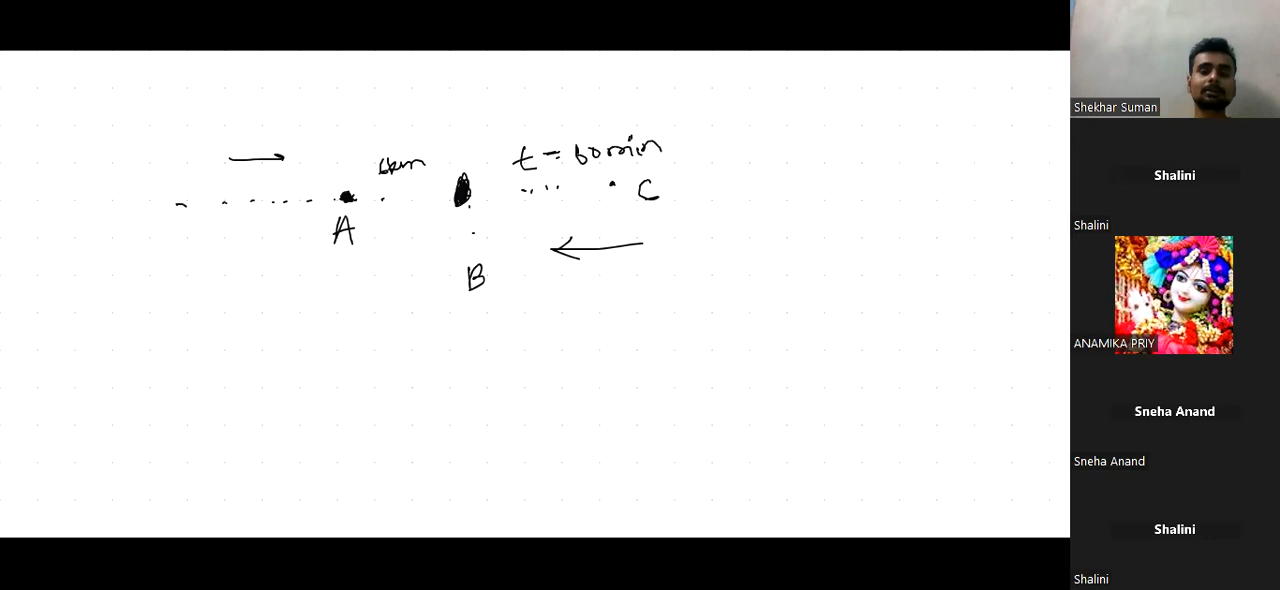 t = 60 min
C
A
B
Shekhar Suman
Shalini
Shalini
ANAMIKA PRIY
Sneha Anand
Sneha Anand
Shalini
Shalini